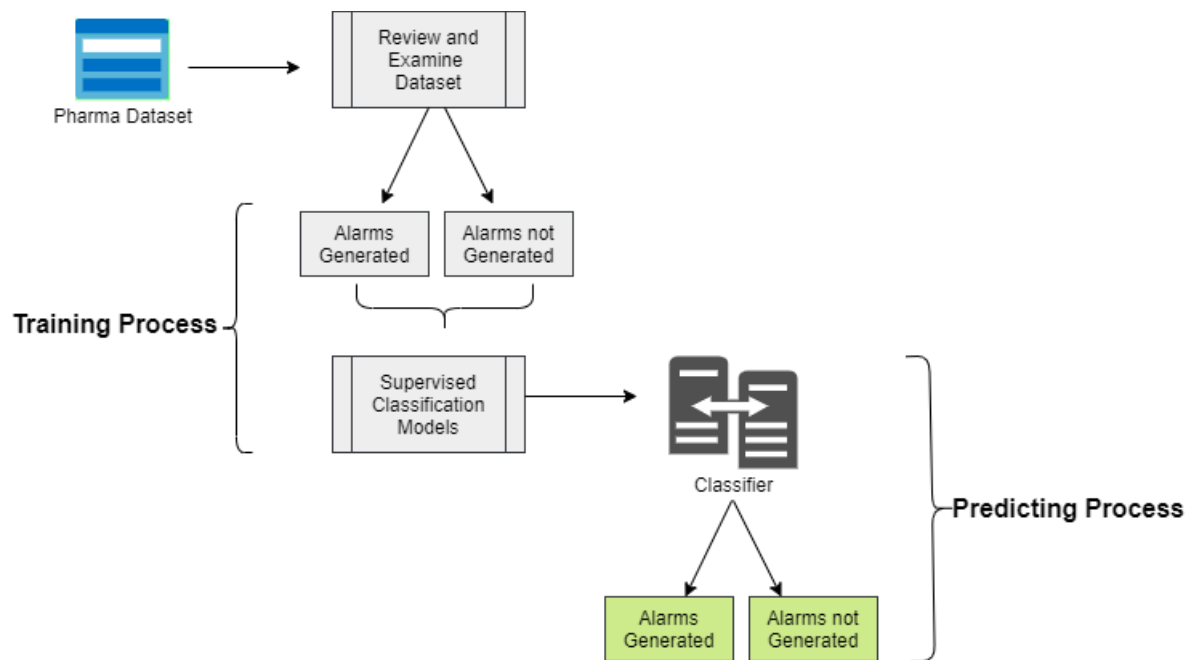 Review and
Examine
Dataset
Pharma Dataset
Alarms
Generated
Alarms not
Generated
Training Process
Supervised
Classification
Models
Classifier
Predicting Process
Alarms
Generated
Alarms not
Generated